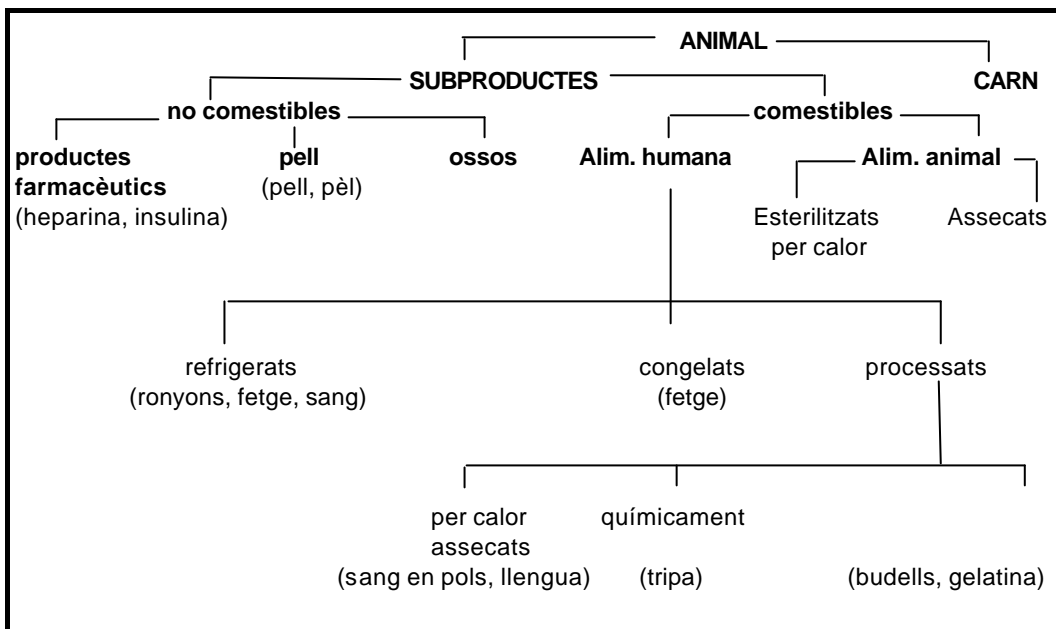 ANIMAL
SUBPRODUCTES CARN
no comestibles comestibles
productes pell ossos Alim. humana Alim. animal
farmacèutics (pell, pèl)
(heparina, insulina) Esterilitzats Assecats
per calor
refrigerats congelats processats
(ronyons, fetge, sang) (fetge)
per calor químicament
assecats
(sang en pols, llengua) (tripa) (budells, gelatina)